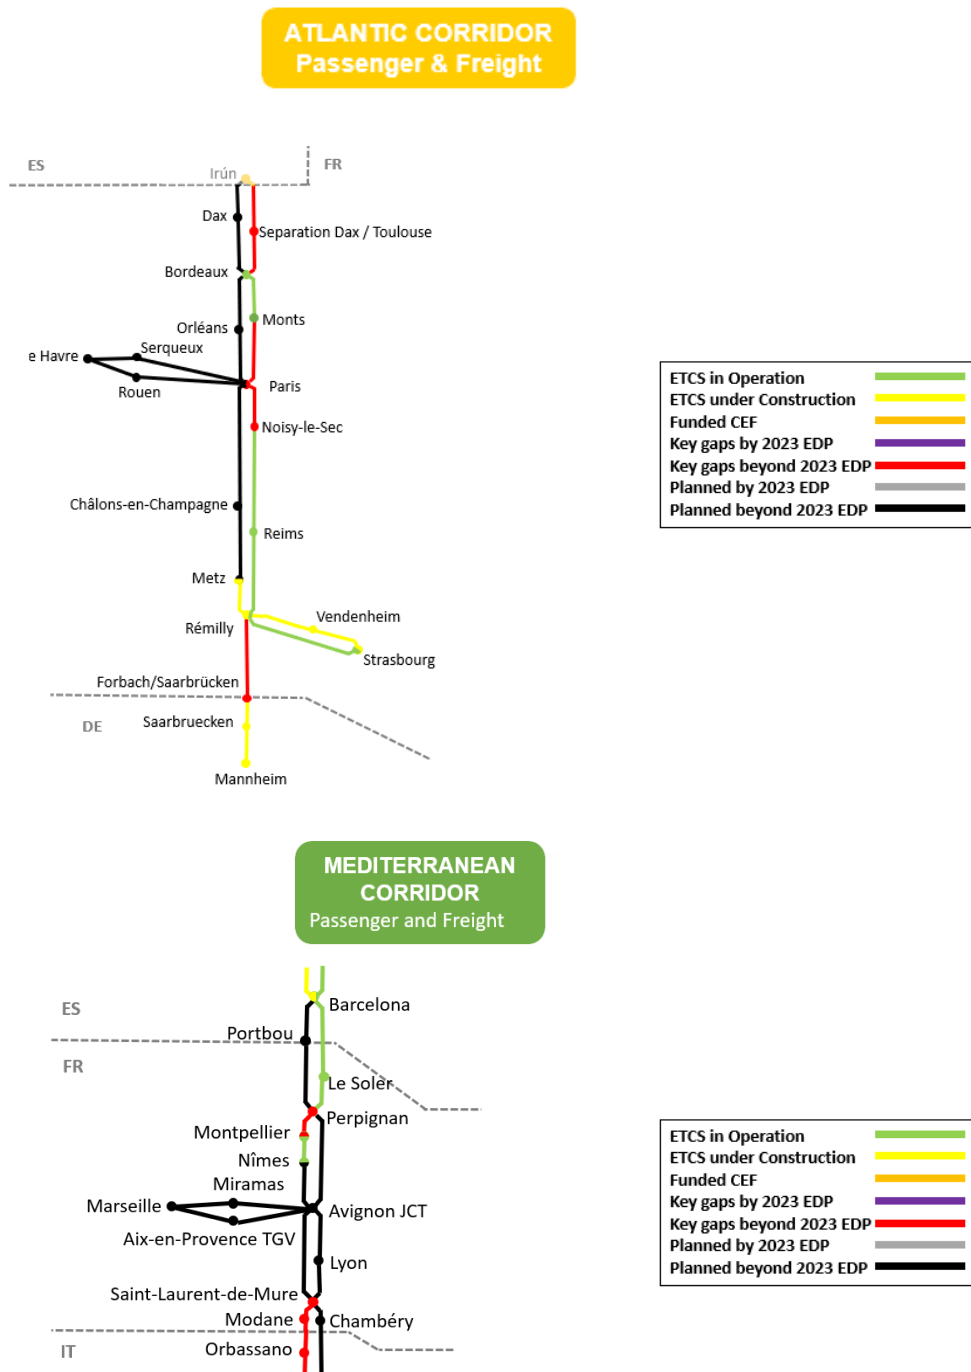 ATLANTIC CORRIDOR
Passenger & Freight
ES
FR
Irún
Dax
Separation Dax / Toulouse
Bordeaux
Monts
Orléans
Serqueux
e Havre
Rouen
Paris
Noisy-le-Sec
Châlons-en-Champagne
Reims
Metz
Vendenheim
Rémilly
Strasbourg
Forbach/Saarbrücken
DE
Saarbruecken
Mannheim
ETCS in Operation
ETCS under Construction
Funded CEF
Key gaps by 2023 EDP
Key gaps beyond 2023 EDP
Planned by 2023 EDP
Planned beyond 2023 EDP
MEDITERRANEAN
CORRIDOR
Passenger and Freight
ES
Barcelona
Portbou
FR
Le Soler
Perpignan
Montpellier
Nîmes
Miramas
Marseille
Avignon JCT
Aix-en-Provence TGV
Lyon
Saint-Laurent-de-Mure
Modane
Chambéry
IT
Orbassano
ETCS in Operation
ETCS under Construction
Funded CEF
Key gaps by 2023 EDP
Key gaps beyond 2023 EDP
Planned by 2023 EDP
Planned beyond 2023 EDP